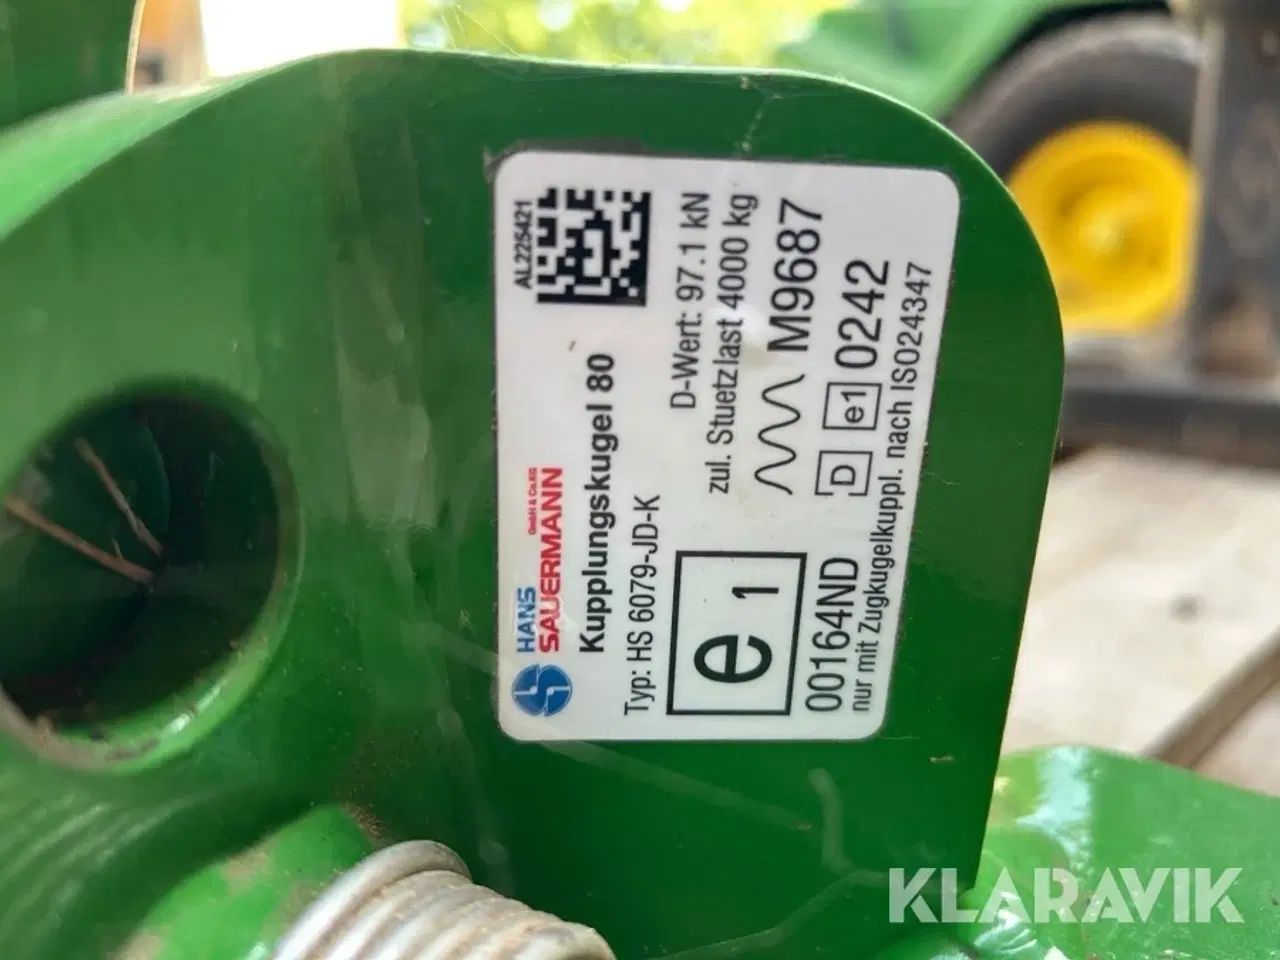 HANS
SAUERMANN
GmbH & Co.KG
AL225421
Kupplungskugel 80
Typ: HS 6079-JD-K
D-Wert: 97.1 kN
zul. Stuetzlast 4000 kg
M9687
e1
D e1 0242
00164ND
nur mit Zugkugelkuppl. nach ISO24347
KLARAVIK